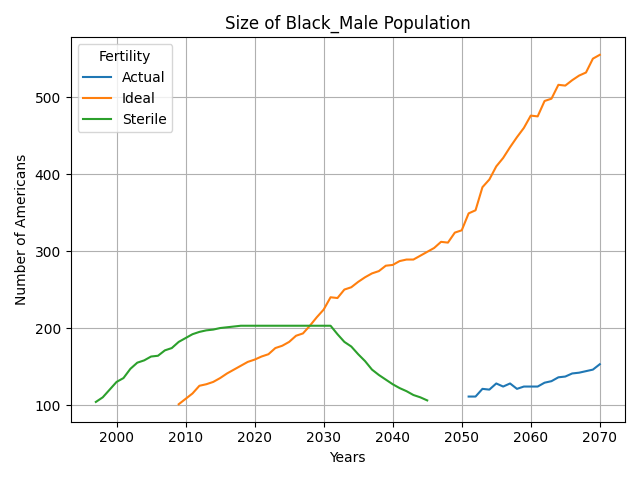 Size of Black_Male Population
Fertility
Actual
Ideal
Sterile
Number of Americans
500
400
300
200
100
2000 2010 2020 2030 2040 2050 2060 2070
Years